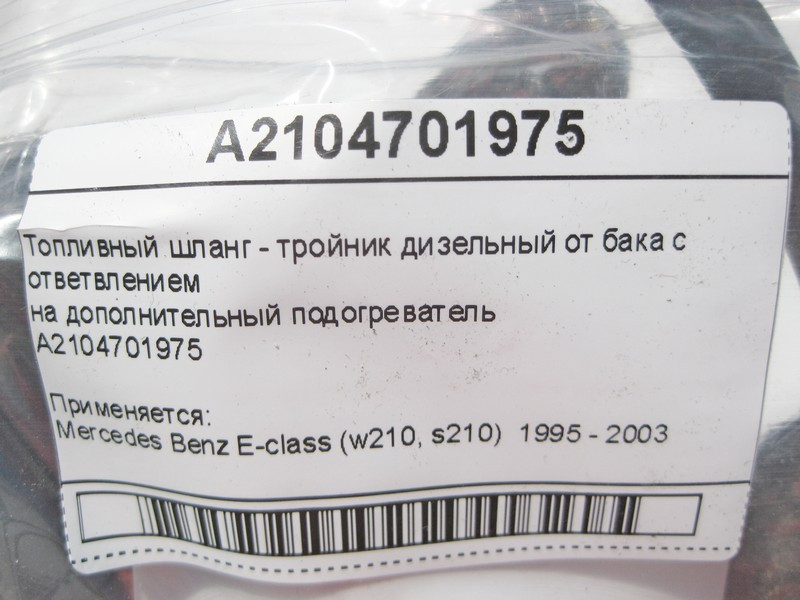 A2104701975
Топливный шланг - тройник дизельный от бака с
ответвлением
на дополнительный подогреватель
A2104701975
Применяется:
Mercedes Benz E-class (w210, s210) 1995 - 2003